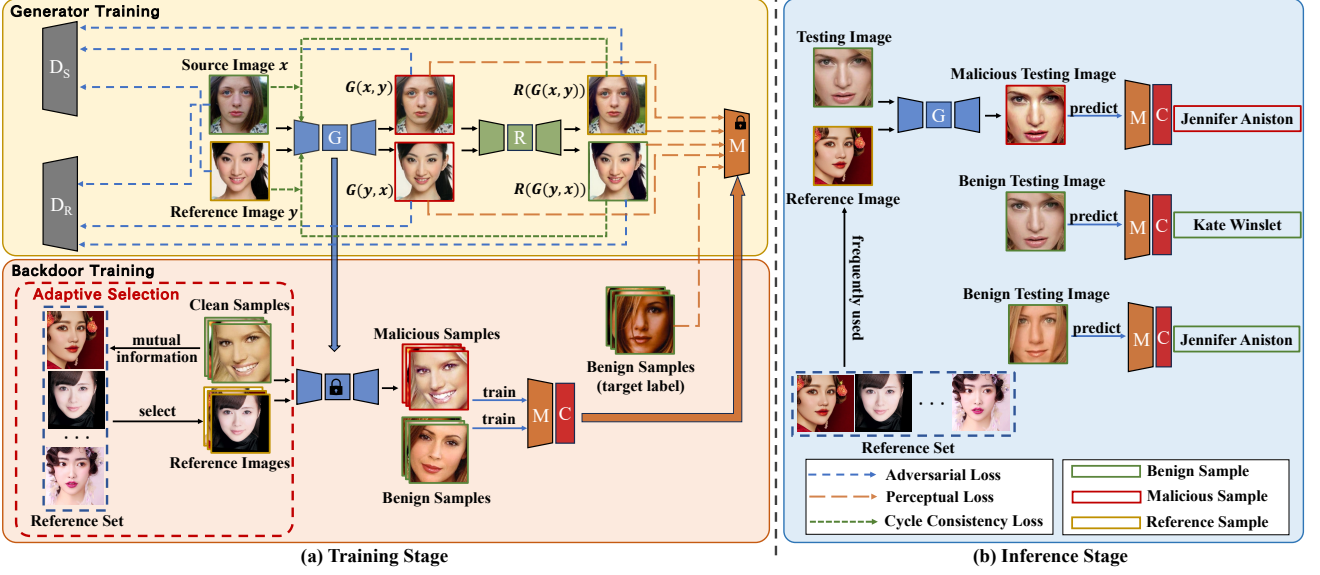 Generator Training
D_S
Source Image x
G(x, y)
R(G(x, y))
G
R
M
D_R
Reference Image y
G(y, x)
R(G(y, x))
Backdoor Training
Adaptive Selection
Clean Samples
mutual
information
select
...
Reference Images
Reference Set
Malicious Samples
Benign Samples
train
train
M
C
Benign Samples
(target label)
(a) Training Stage
Testing Image
Malicious Testing Image
G
predict
M
C
Jennifer Aniston
Reference Image
Benign Testing Image
predict
M
C
Kate Winslet
frequently used
Benign Testing Image
predict
M
C
Jennifer Aniston
...
Reference Set
Adversarial Loss
Perceptual Loss
Cycle Consistency Loss
Benign Sample
Malicious Sample
Reference Sample
(b) Inference Stage